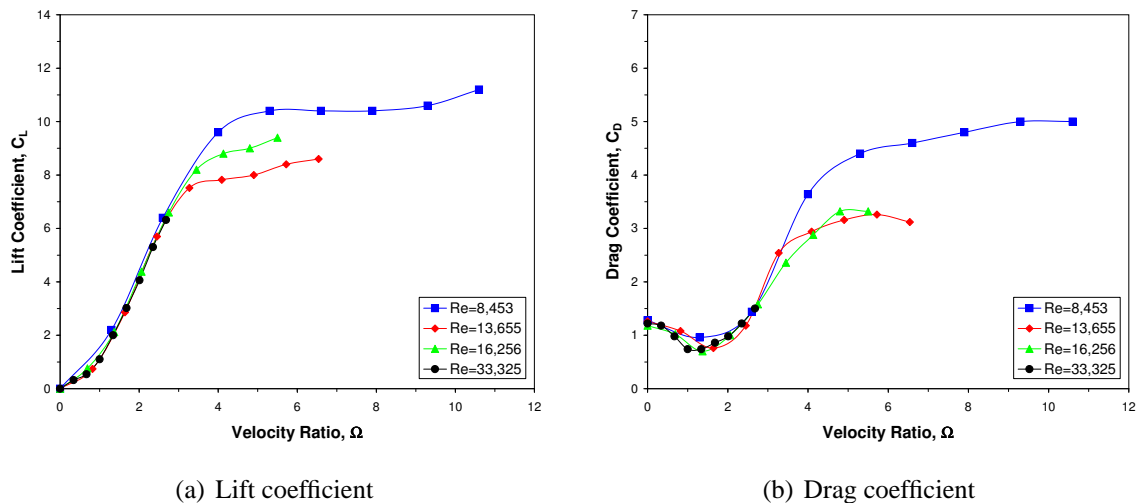 14
12
10
8
6
4
2
0
Lift Coefficient, C_L
0 2 4 6 8 10 12
Velocity Ratio, Ω
Re=8,453
Re=13,655
Re=16,256
Re=33,325
(a) Lift coefficient
7
6
5
4
3
2
1
0
Drag Coefficient, C_D
0 2 4 6 8 10 12
Velocity Ratio, Ω
Re=8,453
Re=13,655
Re=16,256
Re=33,325
(b) Drag coefficient